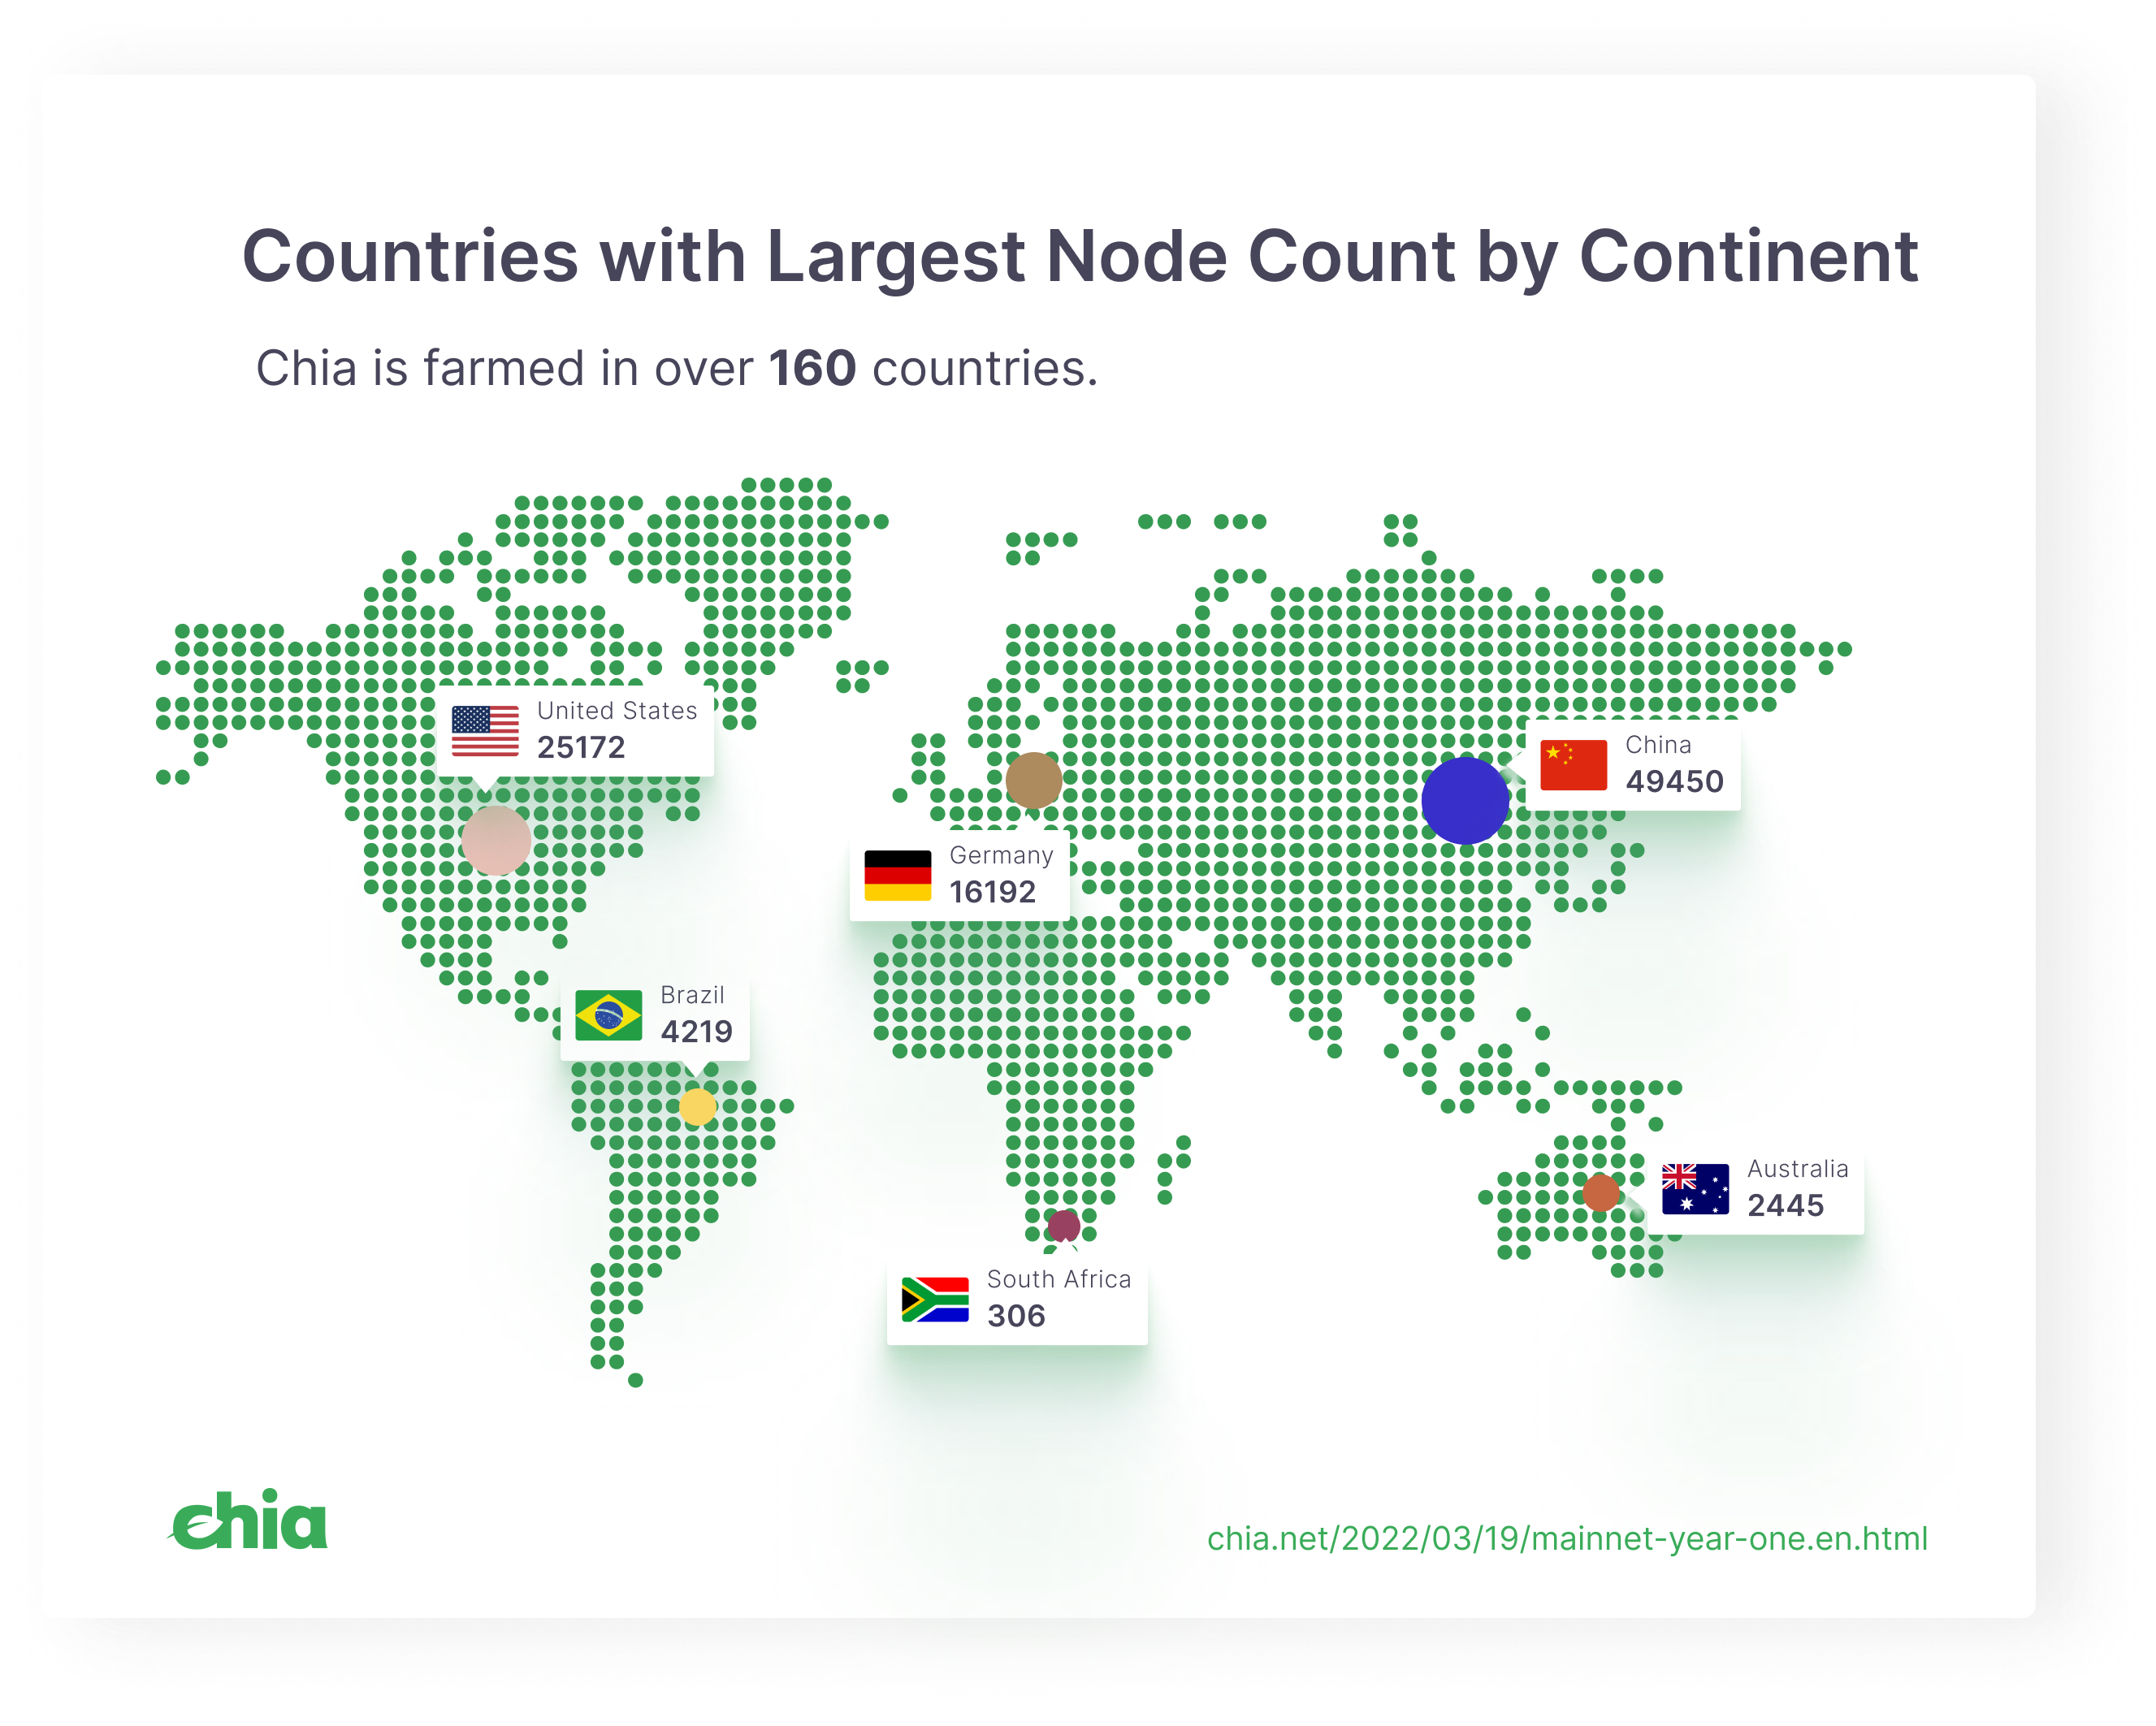 Countries with Largest Node Count by Continent
Chia is farmed in over 160 countries.
United States
25172
China
49450
Germany
16192
Brazil
4219
Australia
2445
South Africa
306
chia
chia.net/2022/03/19/mainnet-year-one.en.html